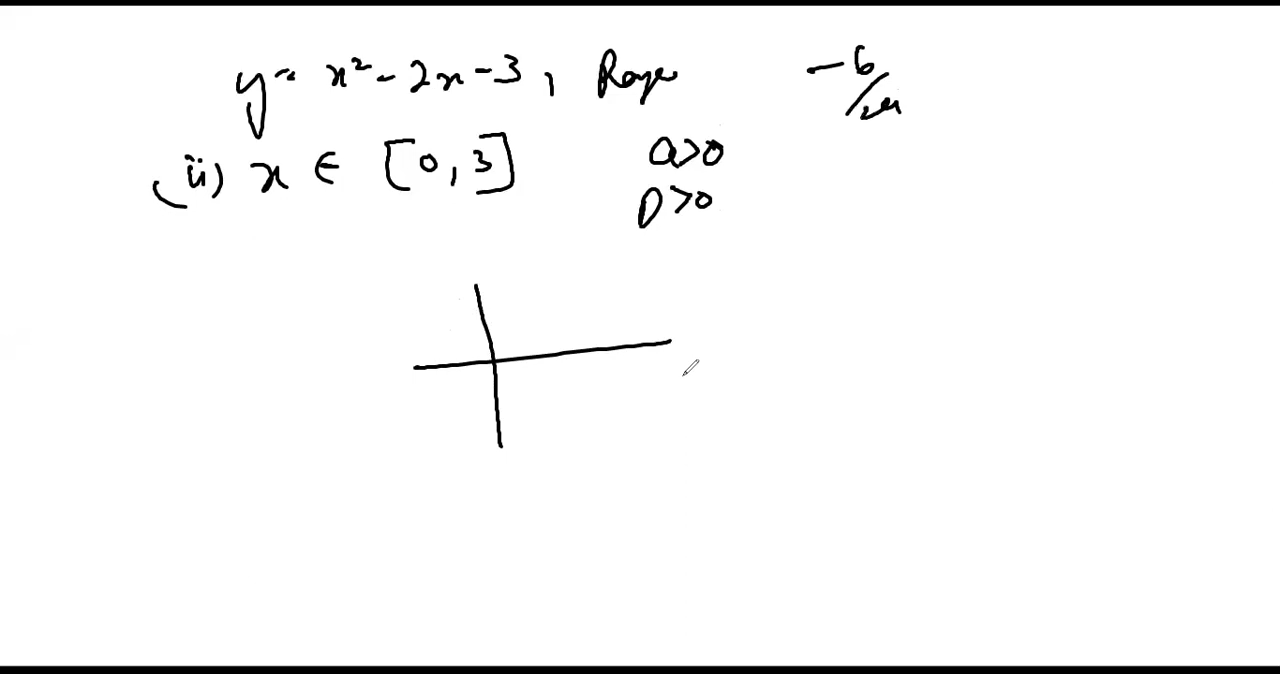 y = x² - 2x - 3, Range
-b/2a
(ii) x ∈ [0, 3]
a>0
D>0